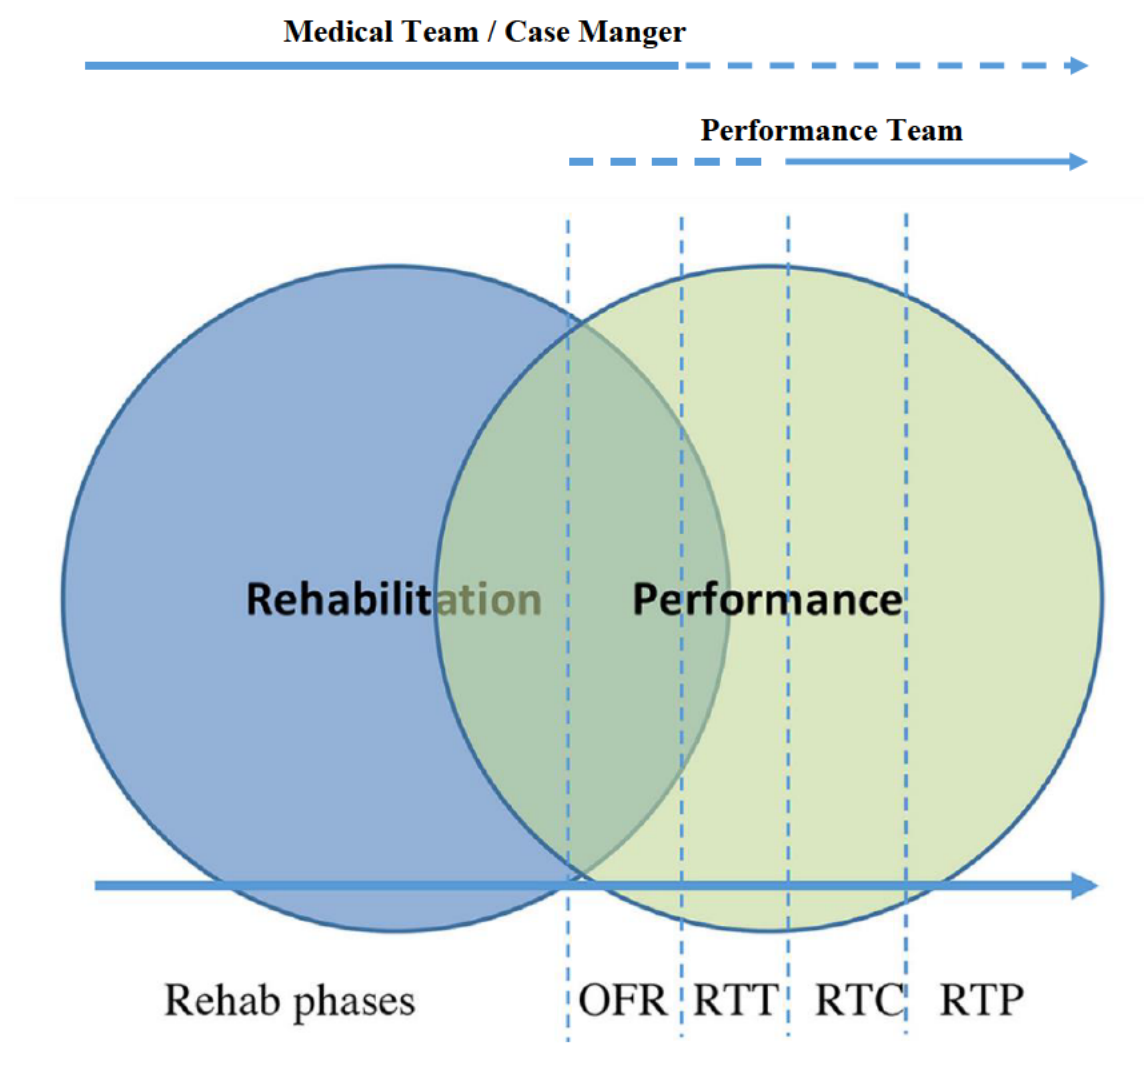 Medical Team / Case Manger
Performance Team
Rehabilitation
Performance
Rehab phases
OFR
RTT
RTC
RTP